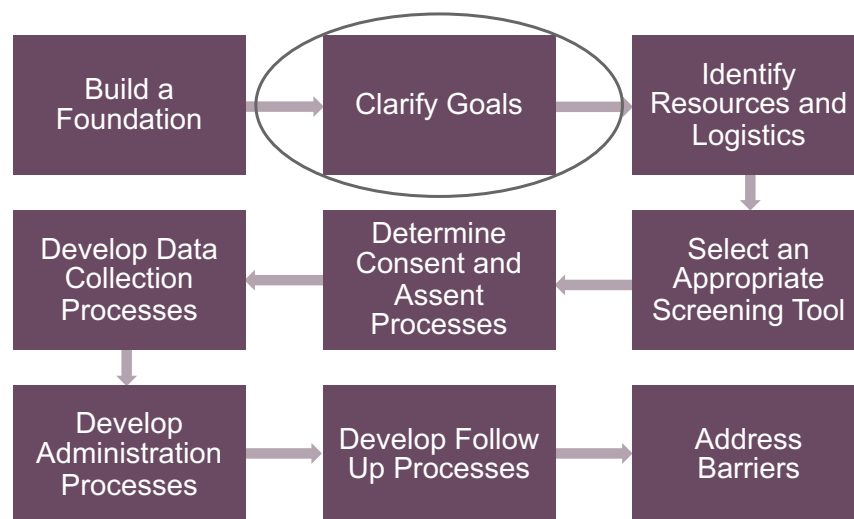 Build a
Foundation
Clarify Goals
Identify
Resources and
Logistics
Select an
Appropriate
Screening Tool
Determine
Consent and
Assent
Processes
Develop Data
Collection
Processes
Develop
Administration
Processes
Develop Follow
Up Processes
Address
Barriers